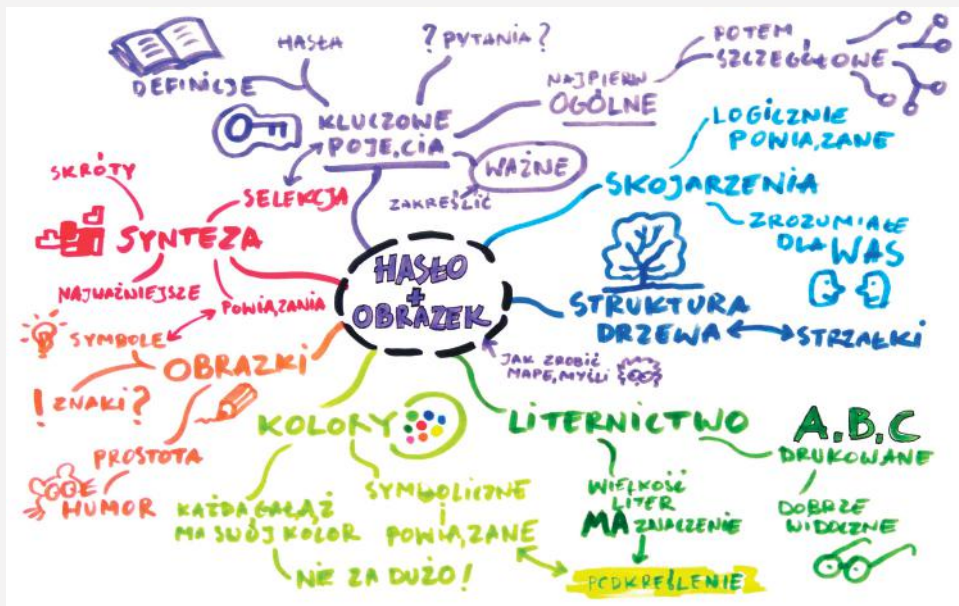 HASŁO
+
OBRAZEK
JAK ZROBIĆ
MAPĘ MYŚLI
KLUCZOWE
POJĘCIA
DEFINICJE
HASŁA
? PYTANIA ?
NAJPIERW
OGÓLNE
POTEM
SZCZEGÓŁOWE
WAŻNE
ZAKREŚLIĆ
SKOJARZENIA
LOGICZNIE
POWIĄZANE
ZROZUMIAŁE
DLA WAS
STRUKTURA
DRZEWA
STRZAŁKI
LITERNICTWO
A, B, C
DRUKOWANE
DOBRZE
WIDOCZNE
WIELKOŚĆ
LITER
MA ZNACZENIE
PODKREŚLENIE
KOLORY
SYMBOLICZNE
i
POWIĄZANE
KAŻDA GAŁĄŹ
MA SWÓJ KOLOR
NIE ZA DUŻO!
OBRAZKI
SYMBOLE
! ZNAKI ?
PROSTOTA
HUMOR
SYNTEZA
SKRÓTY
SELEKCJA
NAJWAŻNIEJSZE
POWIĄZANIA